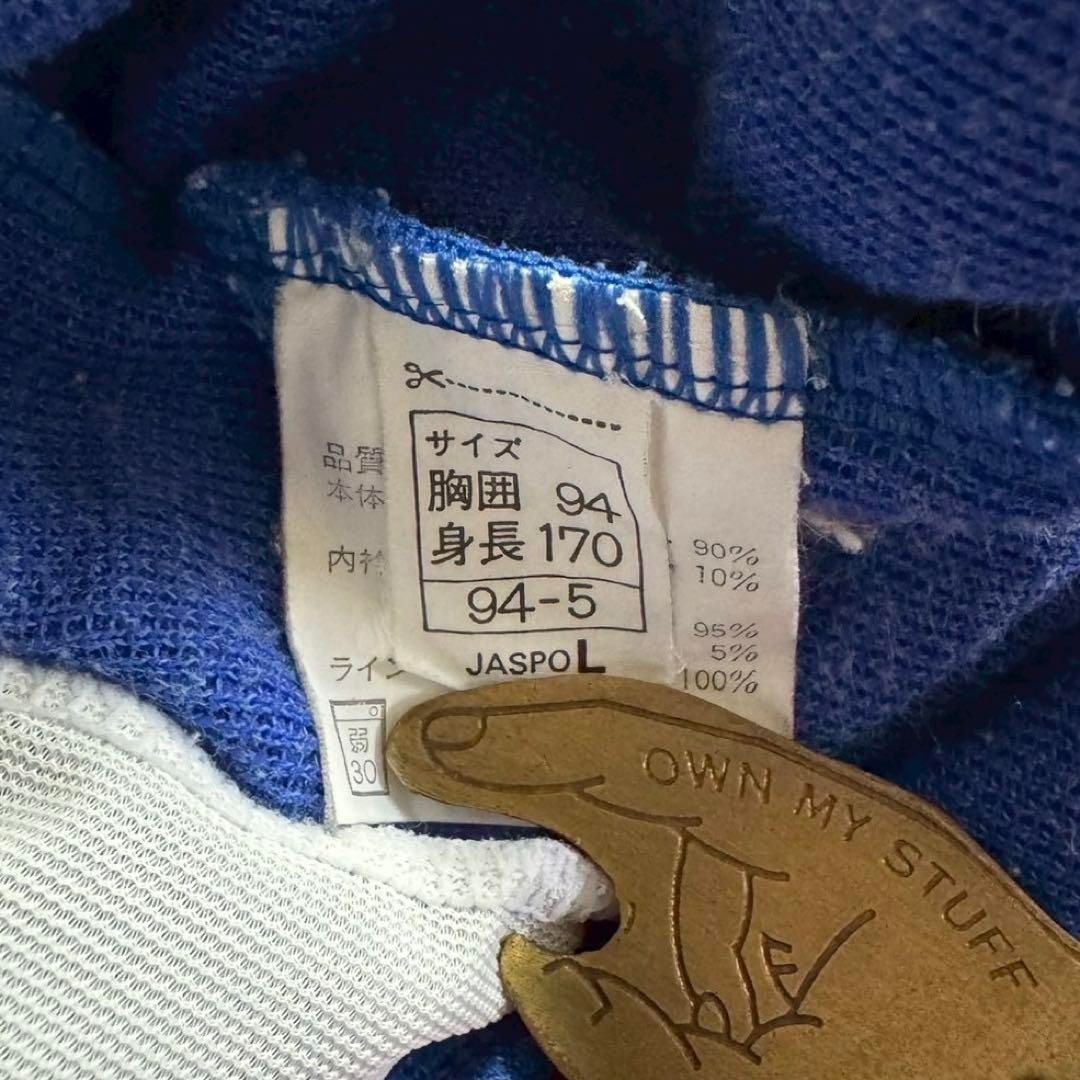 サイズ
胸囲 94
身長 170
94-5
JASPO L
品質
本体
内衿
ライン
90%
10%
95%
5%
100%
弱
30
OWN MY STUFF